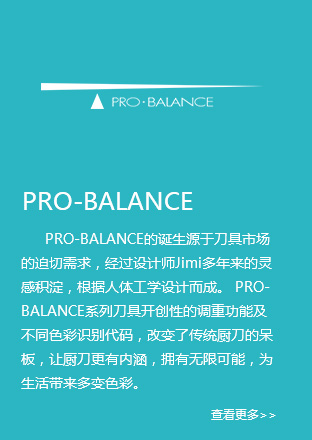 PRO·BALANCE
PRO-BALANCE
PRO-BALANCE的诞生源于刀具市场
的迫切需求，经过设计师Jimi多年来的灵
感积淀，根据人体工学设计而成。 PRO-
BALANCE系列刀具开创性的调重功能及
不同色彩识别代码，改变了传统厨刀的呆
板，让厨刀更有内涵，拥有无限可能，为
生活带来多变色彩。
查看更多>>